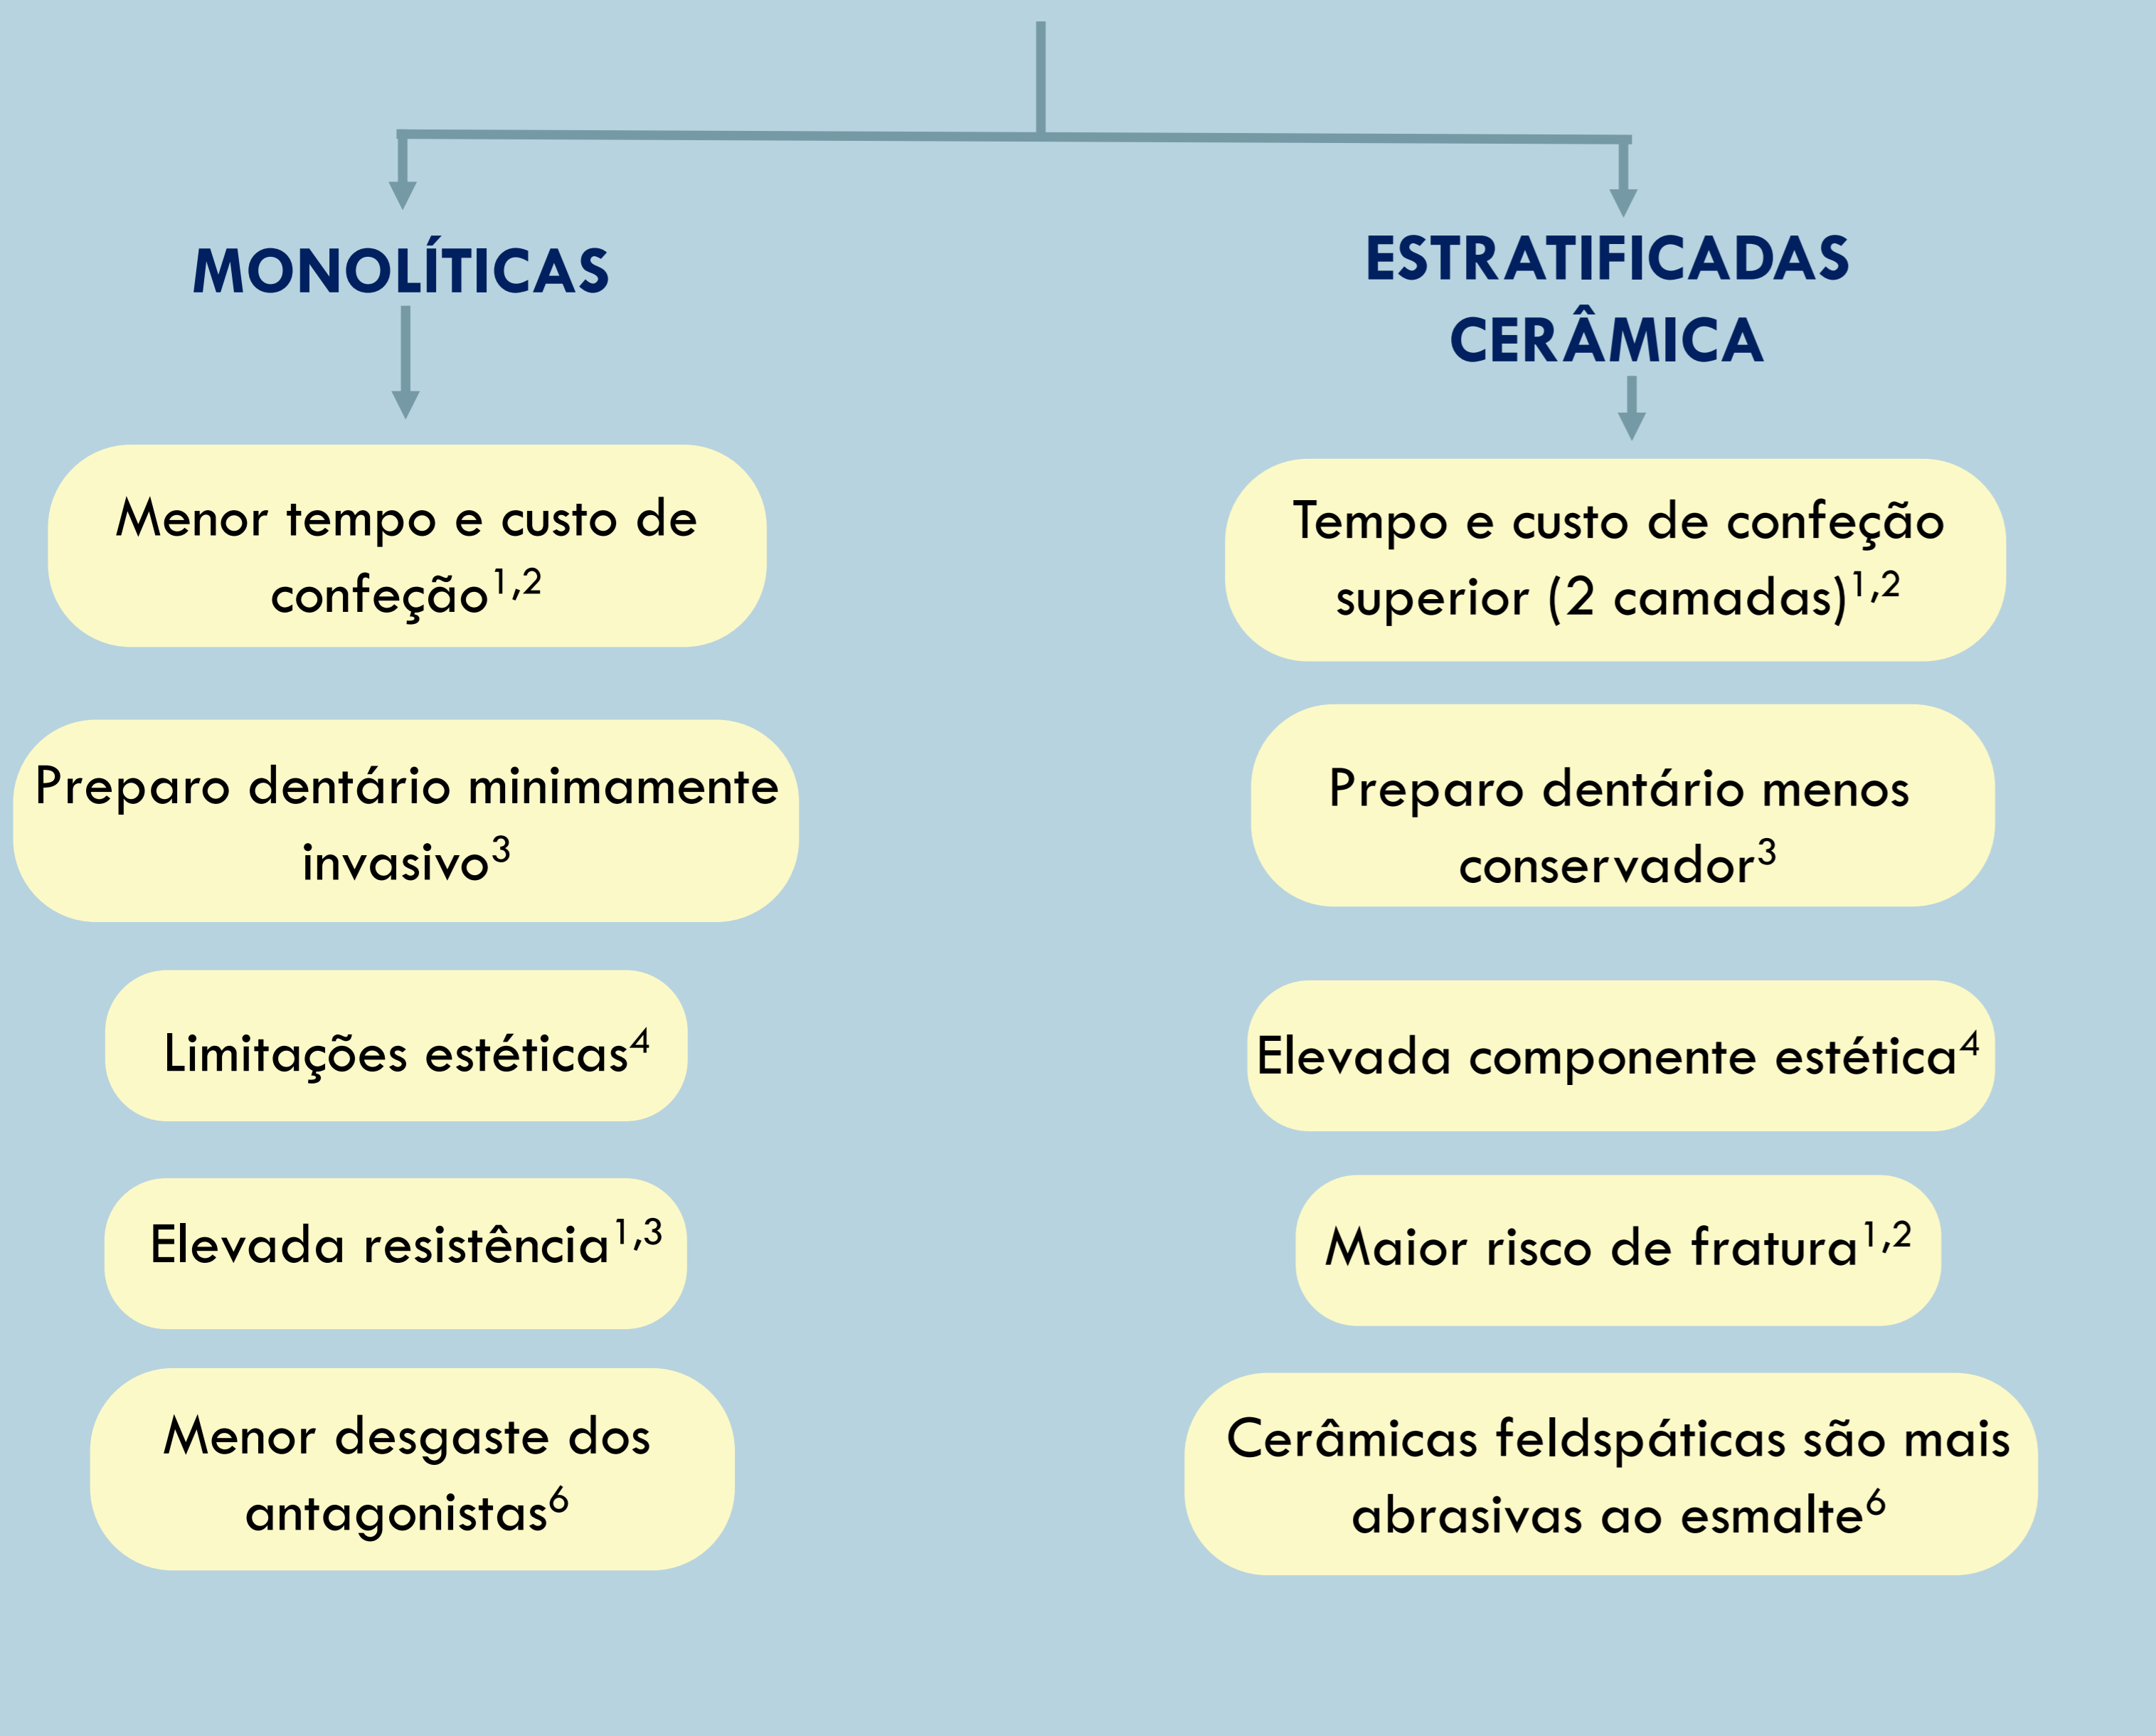 MONOLÍTICAS
Menor tempo e custo de
confeção1,2
Preparo dentário minimamente
invasivo3
Limitações estéticas4
Elevada resistência1,3
Menor desgaste dos
antagonistas6
ESTRATIFICADAS
CERÂMICA
Tempo e custo de confeção
superior (2 camadas)1,2
Preparo dentário menos
conservador3
Elevada componente estética4
Maior risco de fratura1,2
Cerâmicas feldspáticas são mais
abrasivas ao esmalte6